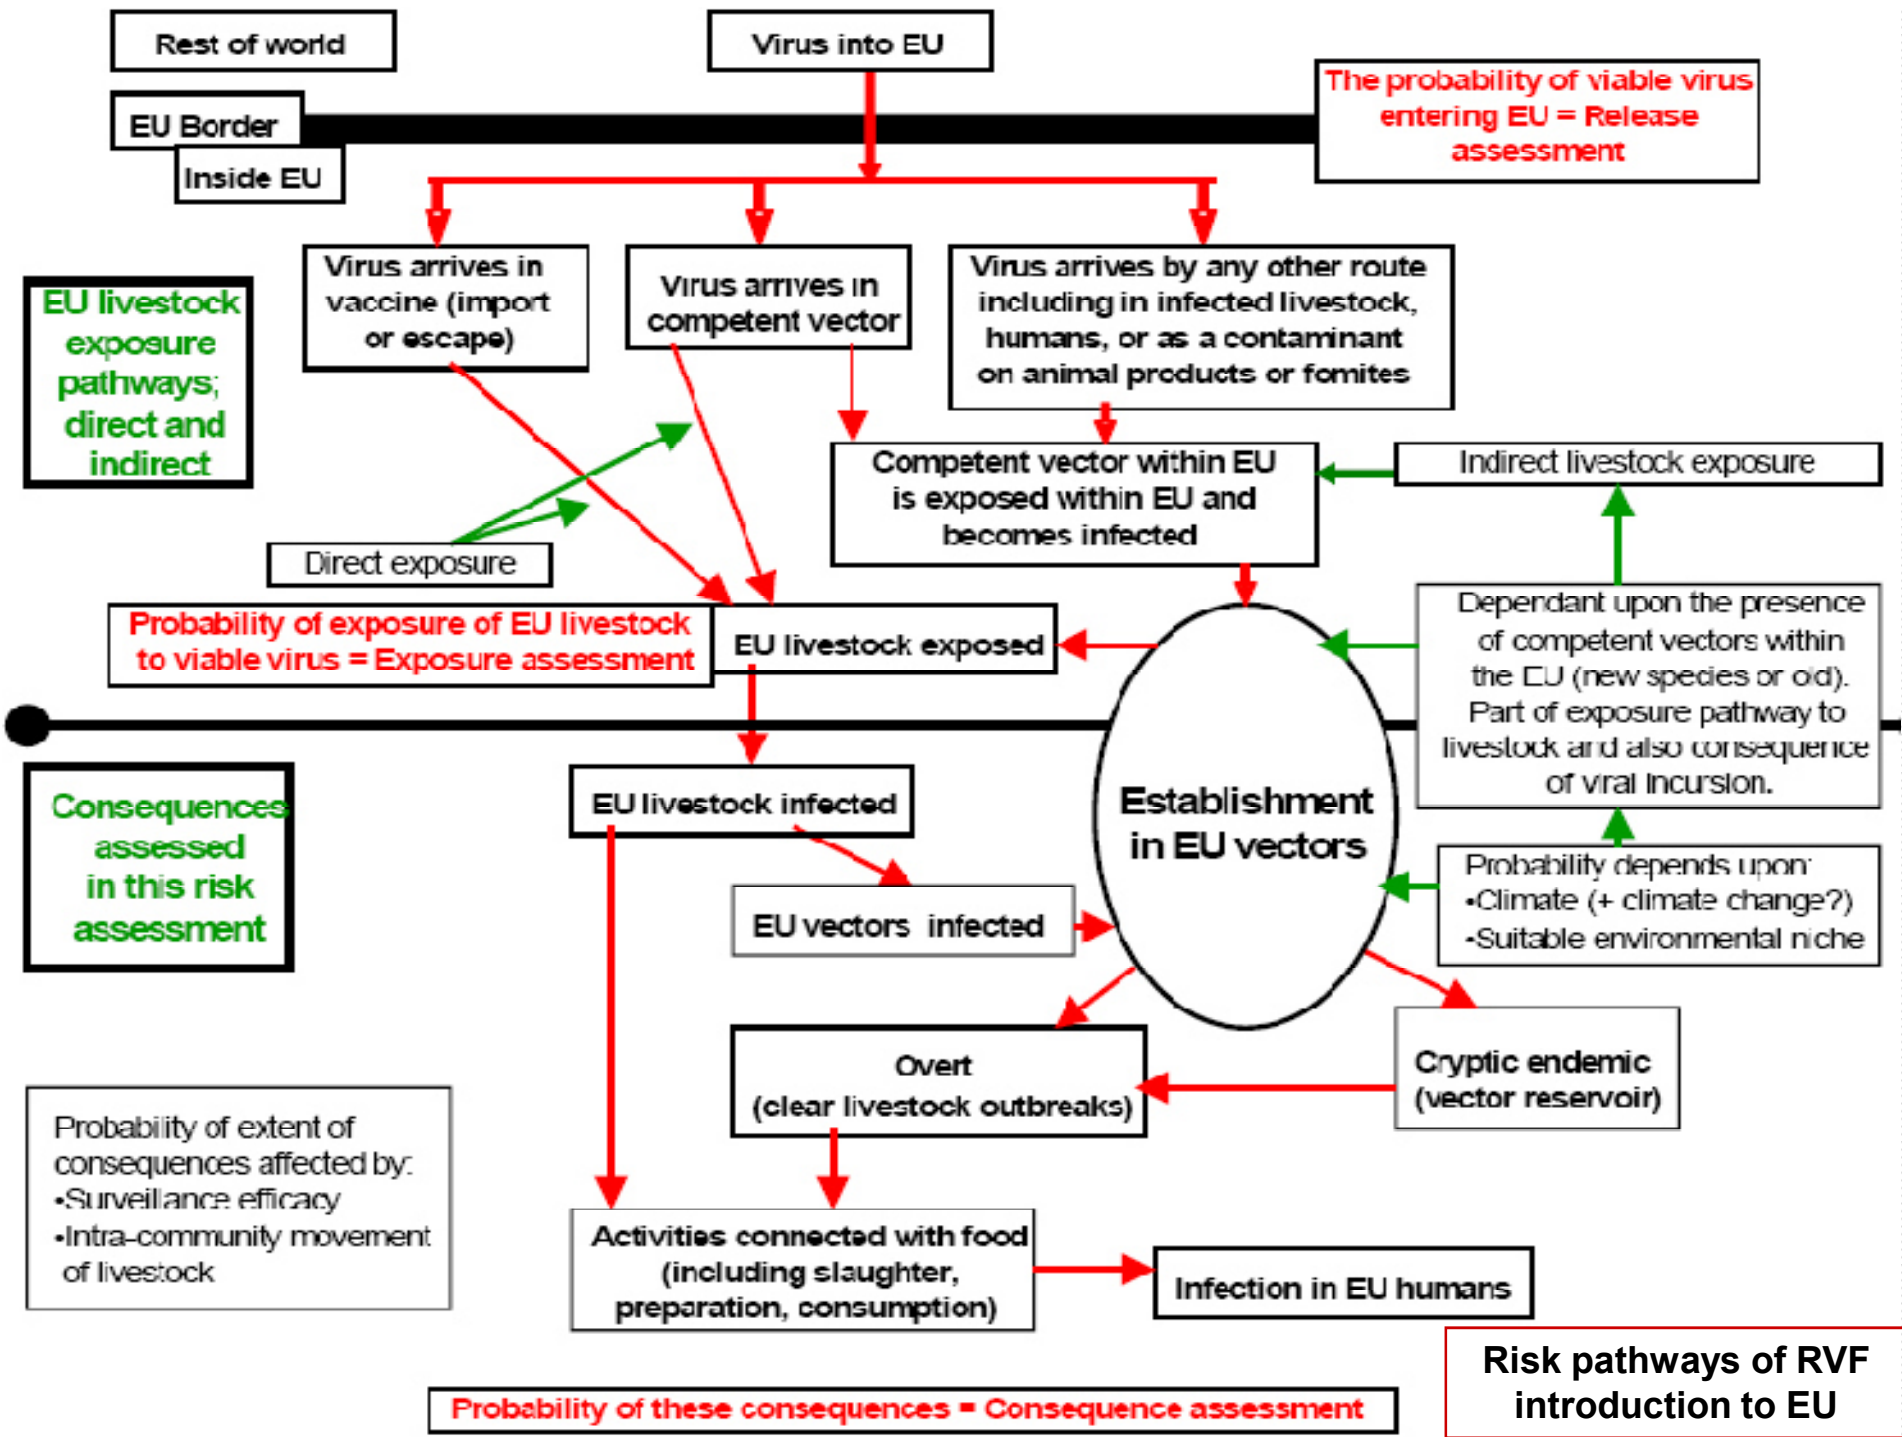 Rest of world
Virus into EU
The probability of viable virus
entering EU = Release
assessment
EU Border
Inside EU
EU livestock
exposure
pathways;
direct and
indirect
Virus arrives in
vaccine (import
or escape)
Virus arrives in
competent vector
Virus arrives by any other route
including in infected livestock,
humans, or as a contaminant
on animal products or fomites
Competent vector within EU
is exposed within EU and
becomes infected
Indirect livestock exposure
Direct exposure
Probability of exposure of EU livestock
to viable virus = Exposure assessment
EU livestock exposed
Dependant upon the presence
of competent vectors within
the EU (new species or old).
Part of exposure pathway to
livestock and also consequence
of viral incursion.
Consequences
assessed
in this risk
assessment
EU livestock infected
Establishment
in EU vectors
Probability depends upon:
•Climate (+ climate change?)
•Suitable environmental niche
EU vectors infected
Overt
(clear livestock outbreaks)
Cryptic endemic
(vector reservoir)
Probability of extent of
consequences affected by:
•Surveillance efficacy
•Intra-community movement
of livestock
Activities connected with food
(including slaughter,
preparation, consumption)
Infection in EU humans
Risk pathways of RVF
introduction to EU
Probability of these consequences = Consequence assessment